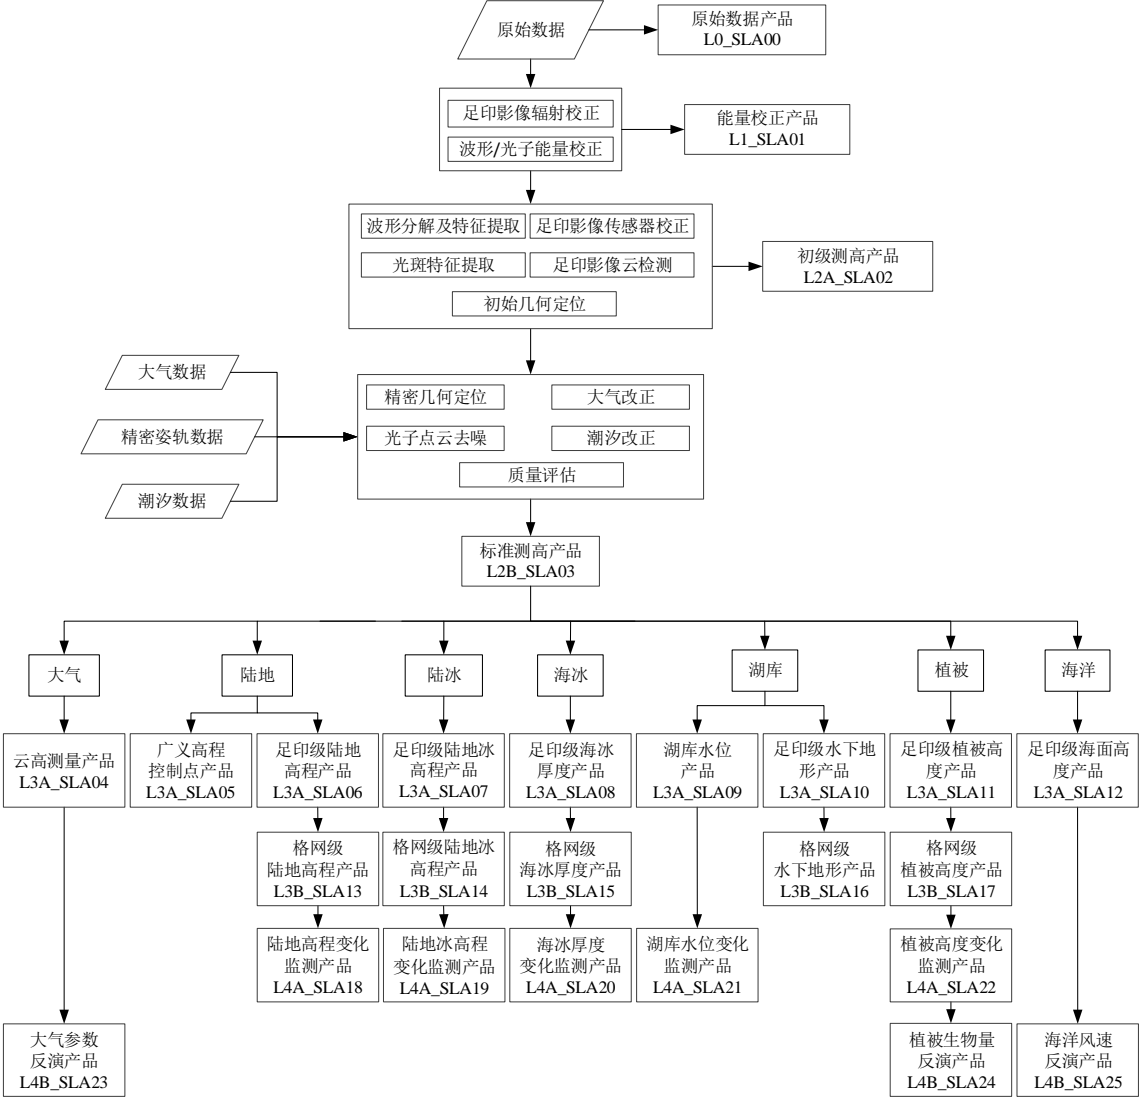 原始数据
原始数据产品
L0_SLA00
足印影像辐射校正
波形/光子能量校正
能量校正产品
L1_SLA01
波形分解及特征提取
足印影像传感器校正
光斑特征提取
足印影像云检测
初始几何定位
初级测高产品
L2A_SLA02
大气数据
精密姿轨数据
潮汐数据
精密几何定位
大气改正
光子点云去噪
潮汐改正
质量评估
标准测高产品
L2B_SLA03
大气
陆地
陆冰
海冰
湖库
植被
海洋
云高测量产品
L3A_SLA04
广义高程
控制点产品
L3A_SLA05
足印级陆地
高程产品
L3A_SLA06
足印级陆地冰
高程产品
L3A_SLA07
足印级海冰
厚度产品
L3A_SLA08
湖库水位
产品
L3A_SLA09
足印级水下地
形产品
L3A_SLA10
足印级植被高
度产品
L3A_SLA11
足印级海面高
度产品
L3A_SLA12
格网级
陆地高程产品
L3B_SLA13
格网级陆地冰
高程产品
L3B_SLA14
格网级
海冰厚度产品
L3B_SLA15
格网级
水下地形产品
L3B_SLA16
格网级
植被高度产品
L3B_SLA17
陆地高程变化
监测产品
L4A_SLA18
陆地冰高程
变化监测产品
L4A_SLA19
海冰厚度
变化监测产品
L4A_SLA20
湖库水位变化
监测产品
L4A_SLA21
植被高度变化
监测产品
L4A_SLA22
大气参数
反演产品
L4B_SLA23
植被生物量
反演产品
L4B_SLA24
海洋风速
反演产品
L4B_SLA25